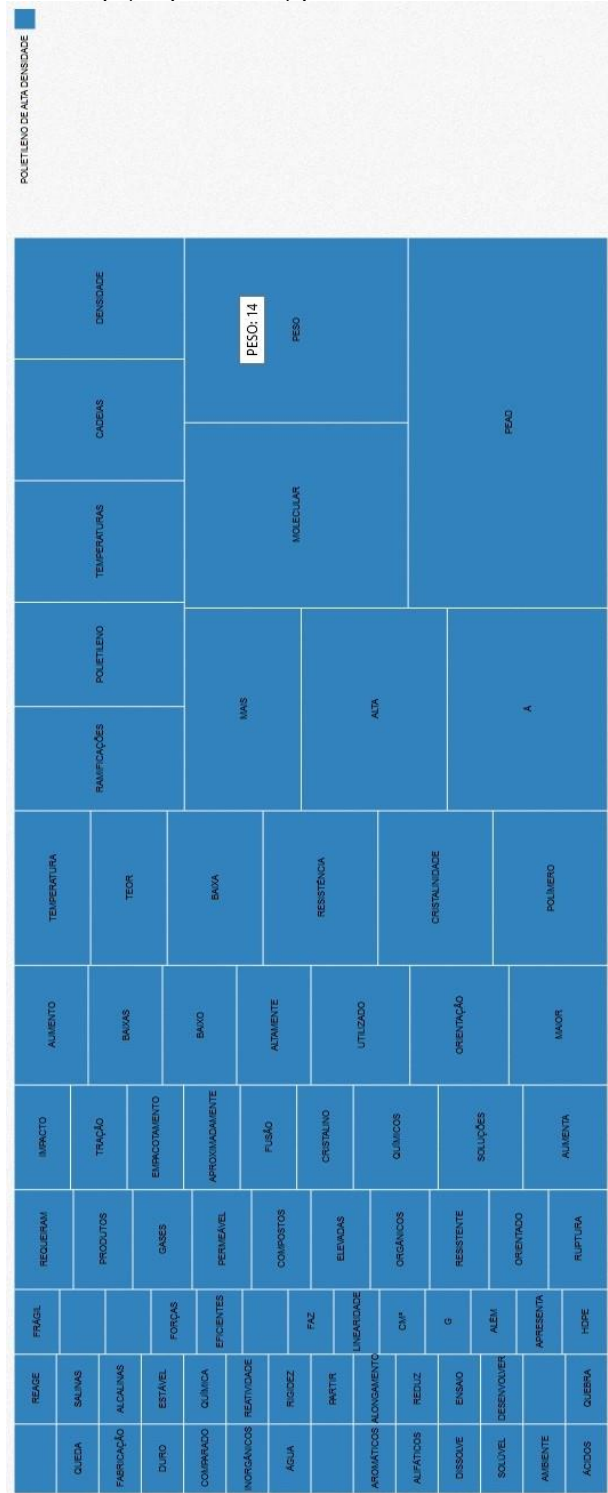 POLIETILENO DE ALTA DENSIDADE
QUEDA
FABRICAÇÃO
DURO
COMPARADO
INORGÂNICOS
ÁGUA
AROMÁTICOS
ALIFÁTICOS
DISSOLVE
SOLÚVEL
AMBIENTE
ÁCIDOS
REAGE
SALINAS
ALCALINAS
ESTÁVEL
QUÍMICA
REATIVIDADE
RIGIDEZ
PARTIR
ALONGAMENTO
REDUZ
ENSAIO
DESENVOLVER
QUEBRA
FRÁGIL
FORÇAS
EFICIENTES
FAZ
LINEARIDADE
CM³
G
ALÉM
APRESENTA
HDPE
REQUEIRAM
PRODUTOS
GASES
PERMEÁVEL
COMPOSTOS
ELEVADAS
ORGÂNICOS
RESISTENTE
ORIENTADO
RUPTURA
IMPACTO
TRAÇÃO
EMPACOTAMENTO
APROXIMADAMENTE
FUSÃO
CRISTALINO
QUÍMICOS
SOLUÇÕES
AUMENTA
AUMENTO
BAIXAS
BAIXO
ALTAMENTE
UTILIZADO
ORIENTAÇÃO
MAIOR
TEMPERATURA
TEOR
BAIXA
RESISTÊNCIA
CRISTALINIDADE
POLÍMERO
RAMIFICAÇÕES
POLIETILENO
TEMPERATURAS
CADEIAS
DENSIDADE
MAIS
ALTA
A
MOLECULAR
PESO: 14
PESO
PEAD